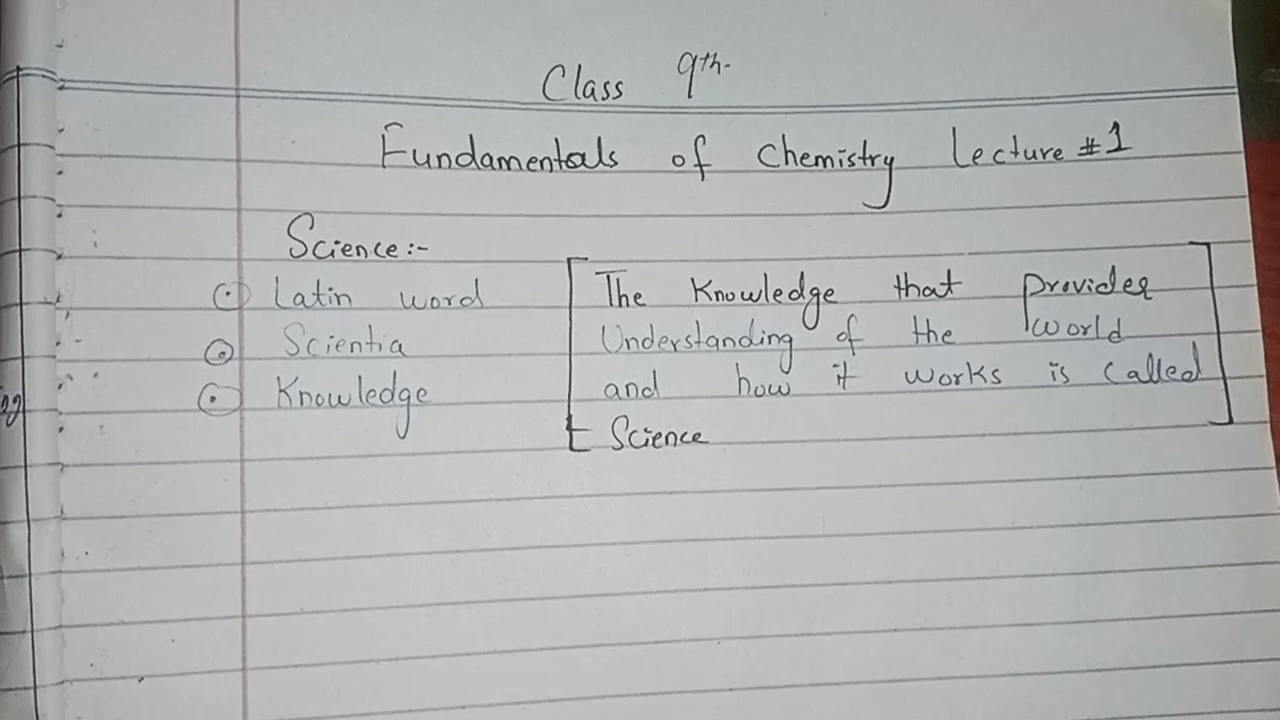 Class 9th.
Fundamentals of Chemistry Lecture #1
Science:-
Latin word
Scientia
Knowledge
The Knowledge that provides
Understanding of the world
and how it works is called
Science